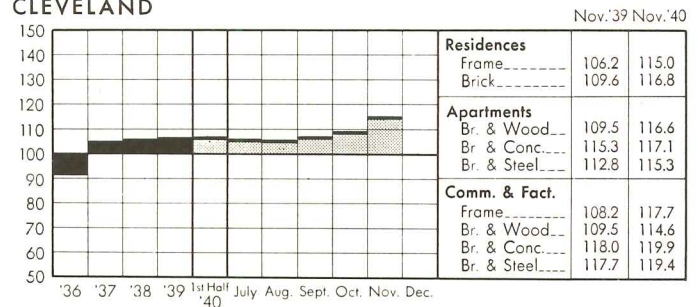 CLEVELAND
150
140
130
120
110
100
90
80
70
60
50
'36 '37 '38 '39 1st Half '40 July Aug. Sept. Oct. Nov. Dec.
Nov.'39 Nov.'40
Residences
Frame 106.2 115.0
Brick 109.6 116.8
Apartments
Br. & Wood 109.5 116.6
Br & Conc. 115.3 117.1
Br. & Steel 112.8 115.3
Comm. & Fact.
Frame 108.2 117.7
Br. & Wood 109.5 114.6
Br. & Conc. 118.0 119.9
Br. & Steel 117.7 119.4